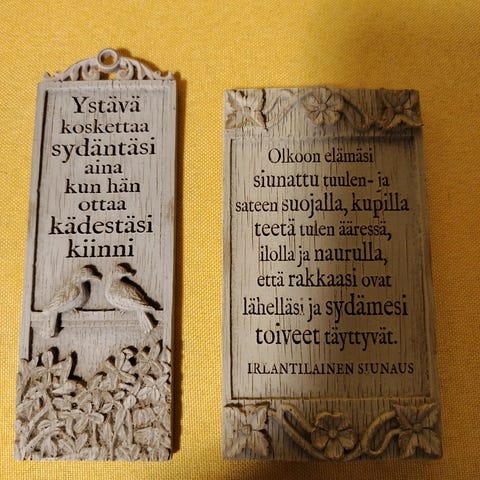 Ystävä
koskettaa
sydäntäsi
aina
kun hän
ottaa
kädestäsi
kiinni
Olkoon elämäsi
siunattu tuulen- ja
sateen suojalla, kupilla
teetä tulen ääressä,
ilolla ja naurulla,
että rakkaasi ovat
lähelläsi ja sydämesi
toiveet täyttyvät.
IRLANTILAINEN SIUNAUS